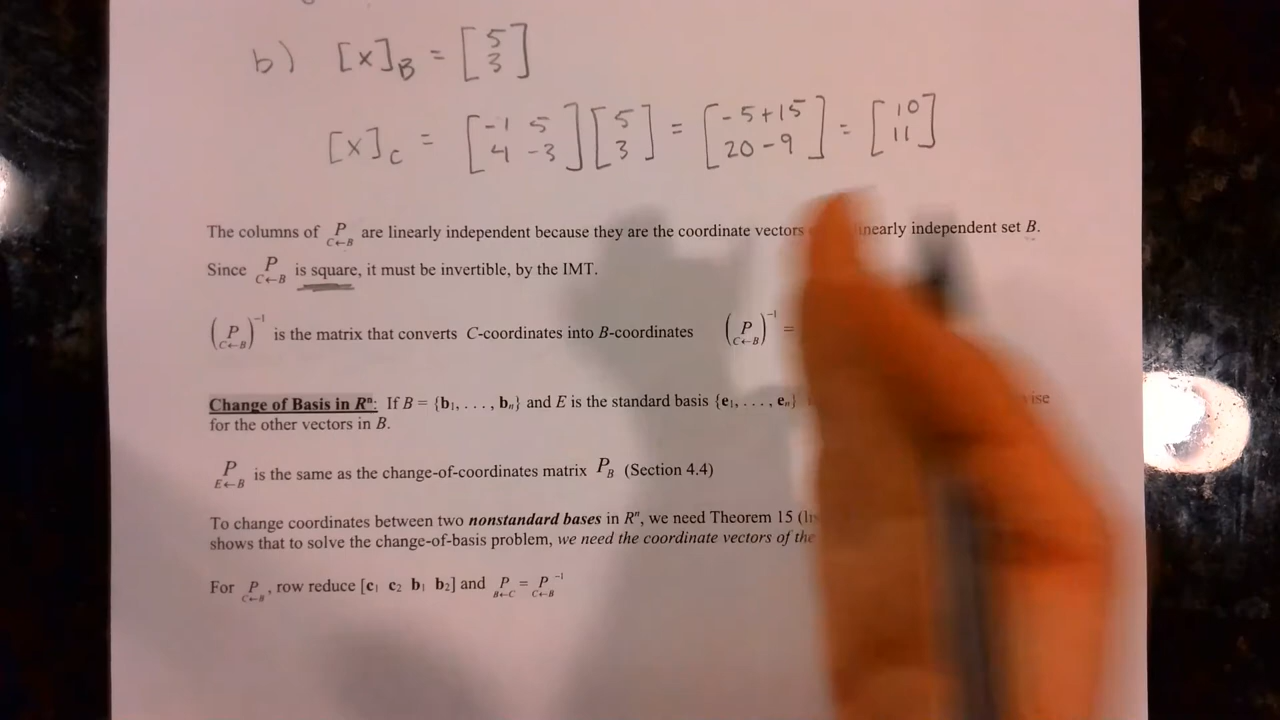 b) [x]_B = [5 3]
[x]_C = [-1 5 4 -3] [5 3] = [-5+15 20-9] = [10 11]
The columns of P C←B are linearly independent because they are the coordinate vectors linearly independent set B.
Since P C←B is square, it must be invertible, by the IMT.
(P C←B)^-1 is the matrix that converts C-coordinates into B-coordinates (P C←B)^-1 =
Change of Basis in R^n: If B = {b1, . . . , bn} and E is the standard basis {e1, . . . , en}
for the other vectors in B.
P E←B is the same as the change-of-coordinates matrix P_B (Section 4.4)
To change coordinates between two nonstandard bases in R^n, we need Theorem 15
shows that to solve the change-of-basis problem, we need the coordinate vectors of the
For P C←B, row reduce [c1 c2 b1 b2] and P B←C = P C←B^-1